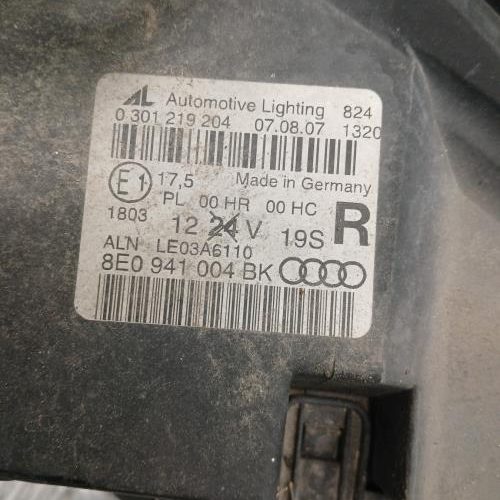 AL Automotive Lighting 824
0 301 219 204 07.08.07 1320
E1 17,5 Made in Germany
PL 00 HR 00 HC
1803 12 24 V 19S R
ALN LE03A6110
8E0 941 004 BK